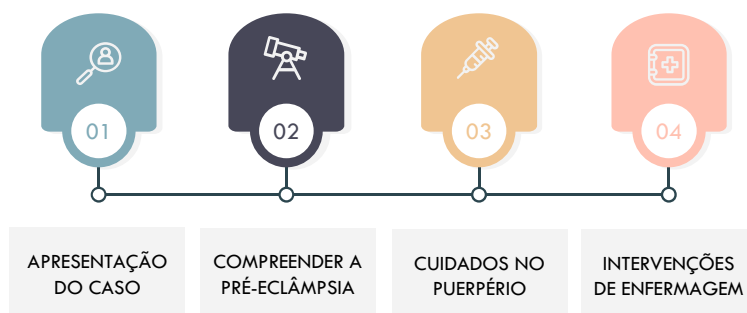 01
02
03
04
APRESENTAÇÃO
DO CASO
COMPREENDER A
PRÉ-ECLÂMPSIA
CUIDADOS NO
PUERPÉRIO
INTERVENÇÕES
DE ENFERMAGEM